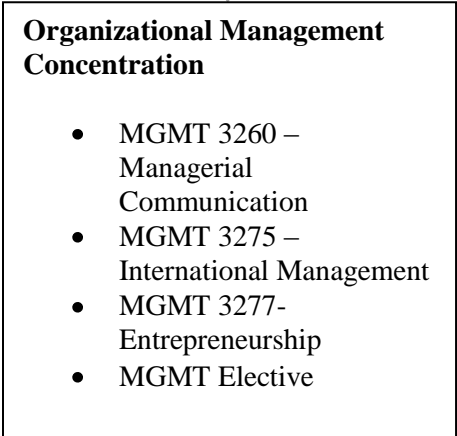 Organizational Management
Concentration
• MGMT 3260 –
Managerial
Communication
• MGMT 3275 –
International Management
• MGMT 3277-
Entrepreneurship
• MGMT Elective